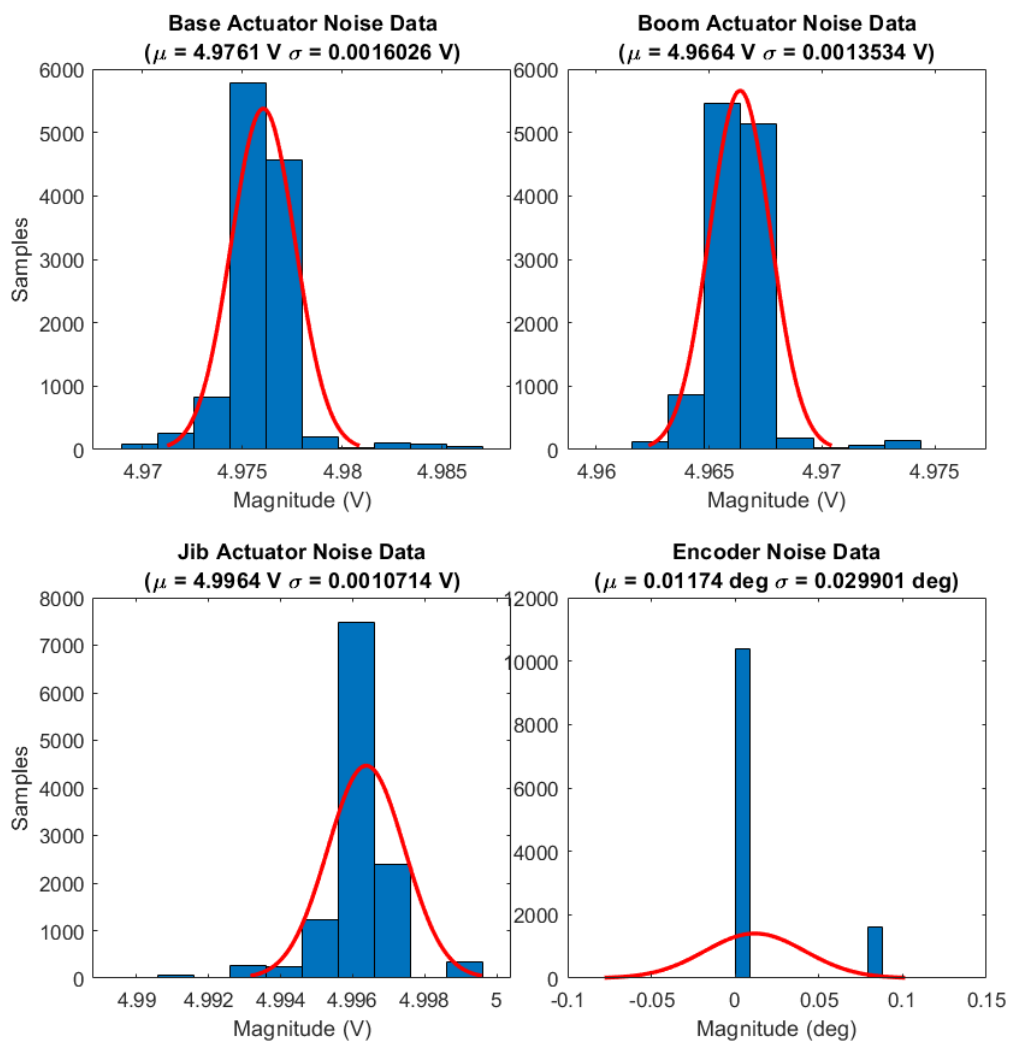 Base Actuator Noise Data
(μ = 4.9761 V σ = 0.0016026 V)
6000
5000
4000
3000
2000
1000
0
Samples
4.97 4.975 4.98 4.985
Magnitude (V)
Boom Actuator Noise Data
(μ = 4.9664 V σ = 0.0013534 V)
6000
5000
4000
3000
2000
1000
0
4.96 4.965 4.97 4.975
Magnitude (V)
Jib Actuator Noise Data
(μ = 4.9964 V σ = 0.0010714 V)
8000
7000
6000
5000
4000
3000
2000
1000
0
Samples
4.99 4.992 4.994 4.996 4.998 5
Magnitude (V)
Encoder Noise Data
(μ = 0.01174 deg σ = 0.029901 deg)
12000
10000
8000
6000
4000
2000
0
-0.1 -0.05 0 0.05 0.1 0.15
Magnitude (deg)